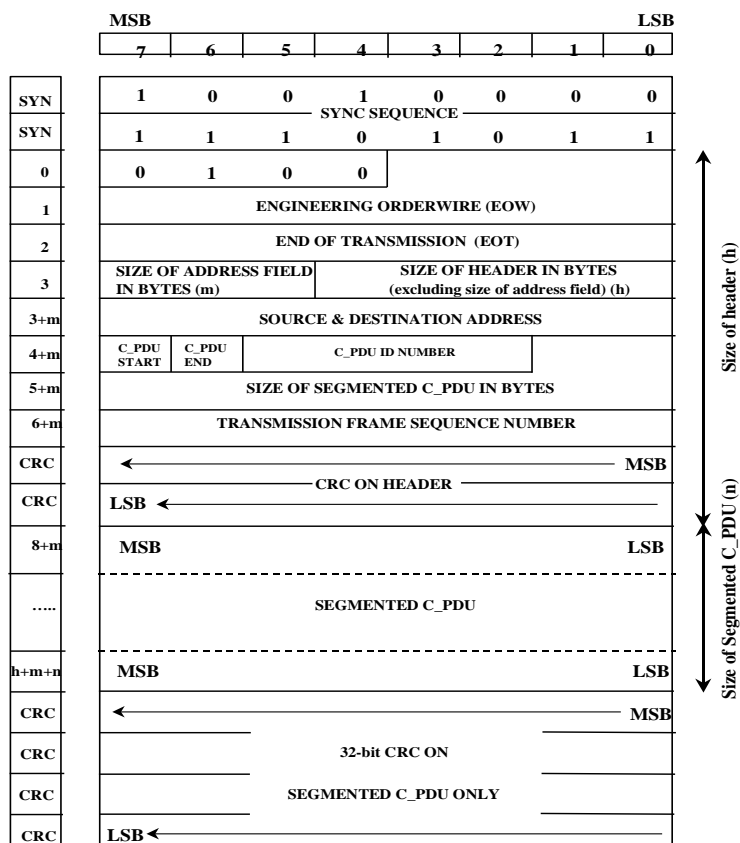 MSB LSB
7 6 5 4 3 2 1 0
SYN 1 0 0 1 0 0 0 0
SYNC SEQUENCE
SYN 1 1 1 0 1 0 1 1
0 0 1 0 0
1 ENGINEERING ORDERWIRE (EOW)
2 END OF TRANSMISSION (EOT)
3 SIZE OF ADDRESS FIELD IN BYTES (m) SIZE OF HEADER IN BYTES (excluding size of address field) (h)
3+m SOURCE & DESTINATION ADDRESS
4+m C_PDU START C_PDU END C_PDU ID NUMBER
5+m SIZE OF SEGMENTED C_PDU IN BYTES
6+m TRANSMISSION FRAME SEQUENCE NUMBER
CRC MSB
CRC ON HEADER
CRC LSB
Size of header (h)
8+m MSB LSB
..... SEGMENTED C_PDU
h+m+n MSB LSB
Size of Segmented C_PDU (n)
CRC MSB
CRC 32-bit CRC ON
CRC SEGMENTED C_PDU ONLY
CRC LSB